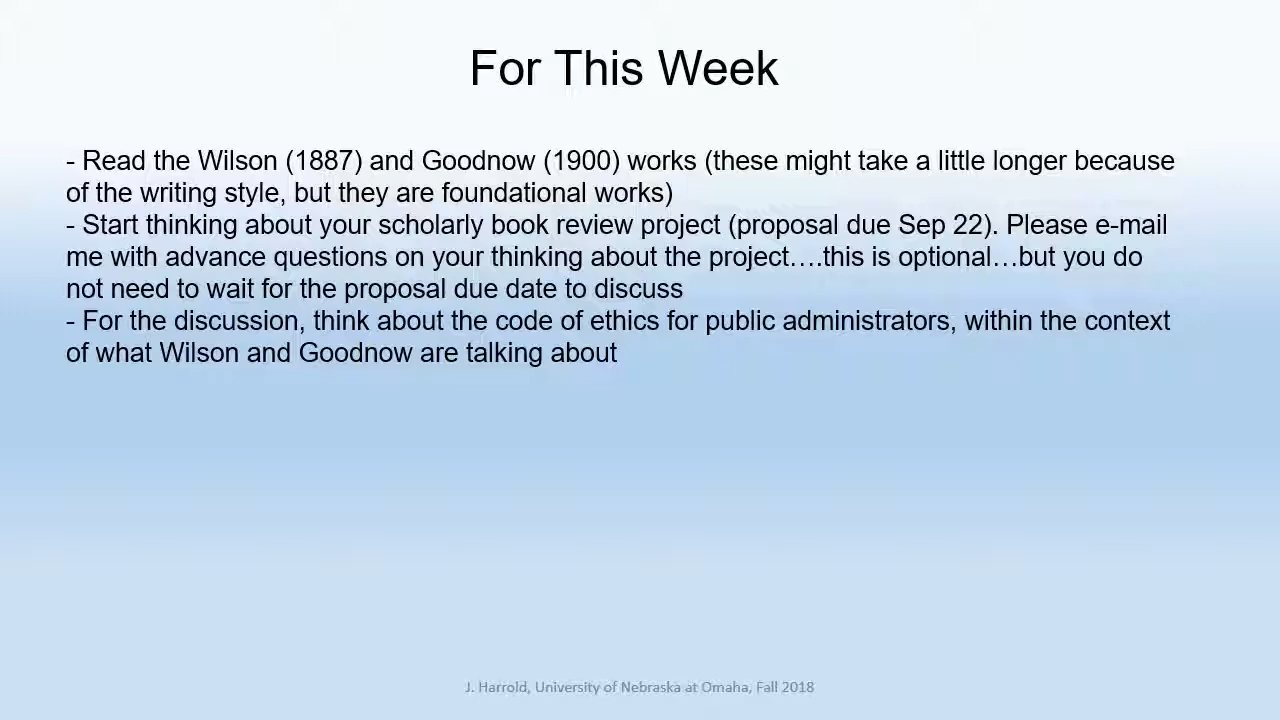 For This Week
- Read the Wilson (1887) and Goodnow (1900) works (these might take a little longer because
of the writing style, but they are foundational works)
- Start thinking about your scholarly book review project (proposal due Sep 22). Please e-mail
me with advance questions on your thinking about the project….this is optional…but you do
not need to wait for the proposal due date to discuss
- For the discussion, think about the code of ethics for public administrators, within the context
of what Wilson and Goodnow are talking about
J. Harrold, University of Nebraska at Omaha, Fall 2018